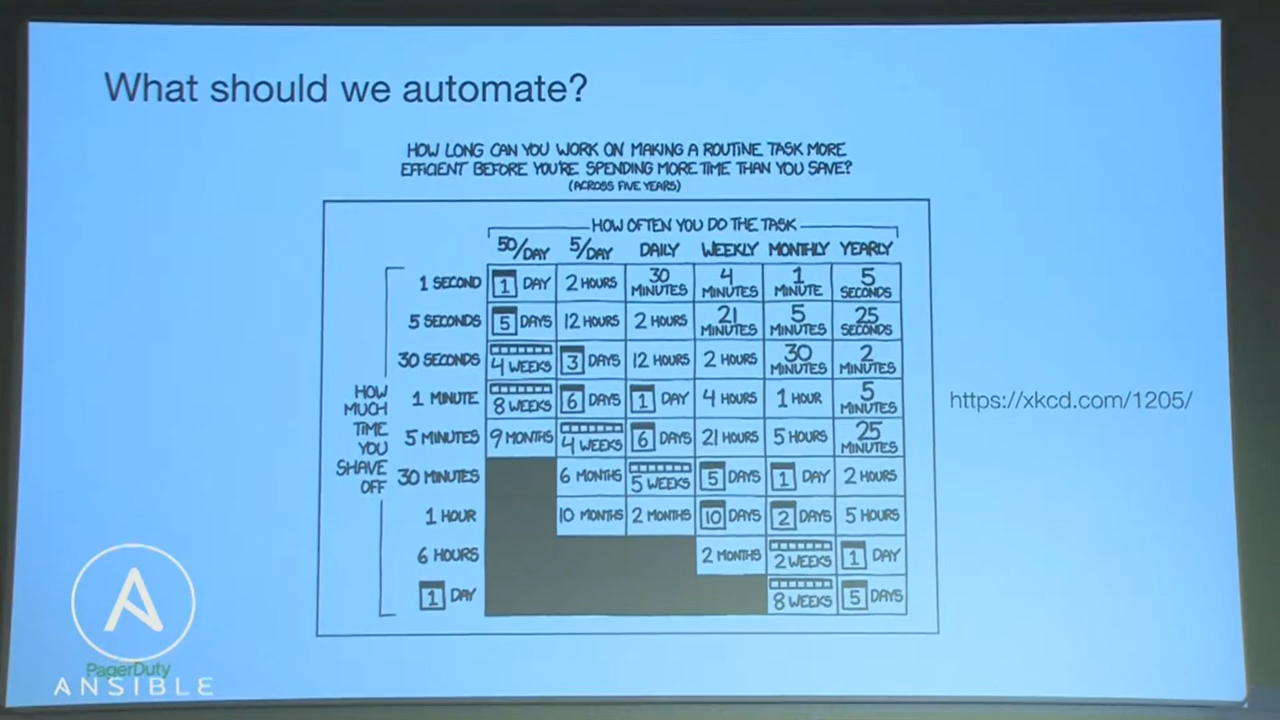 What should we automate?
HOW LONG CAN YOU WORK ON MAKING A ROUTINE TASK MORE
EFFICIENT BEFORE YOU'RE SPENDING MORE TIME THAN YOU SAVE?
(ACROSS FIVE YEARS)
HOW OFTEN YOU DO THE TASK
50/DAY 5/DAY DAILY WEEKLY MONTHLY YEARLY
HOW MUCH TIME YOU SHAVE OFF
1 SECOND 1 DAY 2 HOURS 30 MINUTES 4 MINUTES 1 MINUTE 5 SECONDS
5 SECONDS 5 DAYS 12 HOURS 2 HOURS 21 MINUTES 5 MINUTES 25 SECONDS
30 SECONDS 4 WEEKS 3 DAYS 12 HOURS 2 HOURS 30 MINUTES 2 MINUTES
1 MINUTE 8 WEEKS 6 DAYS 1 DAY 4 HOURS 1 HOUR 5 MINUTES
5 MINUTES 9 MONTHS 4 WEEKS 6 DAYS 21 HOURS 5 HOURS 25 MINUTES
30 MINUTES 6 MONTHS 5 WEEKS 5 DAYS 1 DAY 2 HOURS
1 HOUR 10 MONTHS 2 MONTHS 10 DAYS 2 DAYS 5 HOURS
6 HOURS 2 MONTHS 2 WEEKS 1 DAY
1 DAY 8 WEEKS 5 DAYS
https://xkcd.com/1205/
A
PagerDuty
ANSIBLE